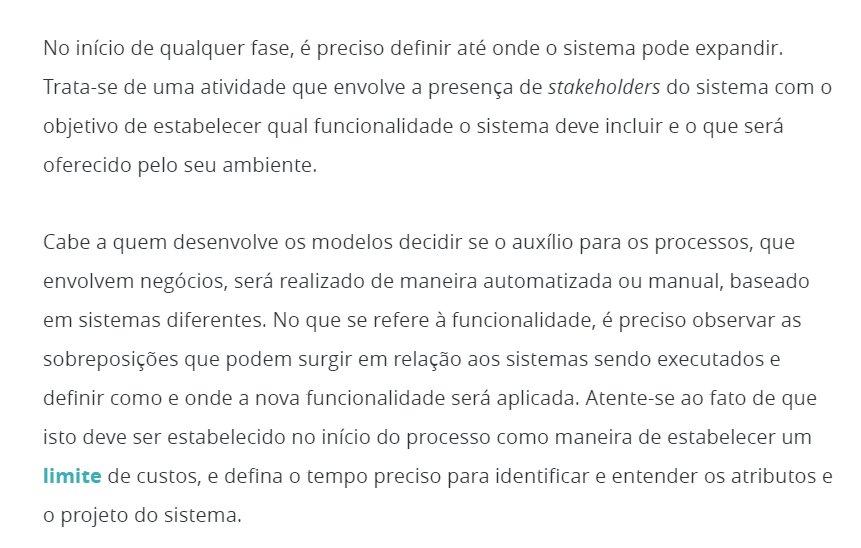 No início de qualquer fase, é preciso definir até onde o sistema pode expandir.
Trata-se de uma atividade que envolve a presença de stakeholders do sistema com o
objetivo de estabelecer qual funcionalidade o sistema deve incluir e o que será
oferecido pelo seu ambiente.
Cabe a quem desenvolve os modelos decidir se o auxílio para os processos, que
envolvem negócios, será realizado de maneira automatizada ou manual, baseado
em sistemas diferentes. No que se refere à funcionalidade, é preciso observar as
sobreposições que podem surgir em relação aos sistemas sendo executados e
definir como e onde a nova funcionalidade será aplicada. Atente-se ao fato de que
isto deve ser estabelecido no início do processo como maneira de estabelecer um
limite de custos, e defina o tempo preciso para identificar e entender os atributos e
o projeto do sistema.